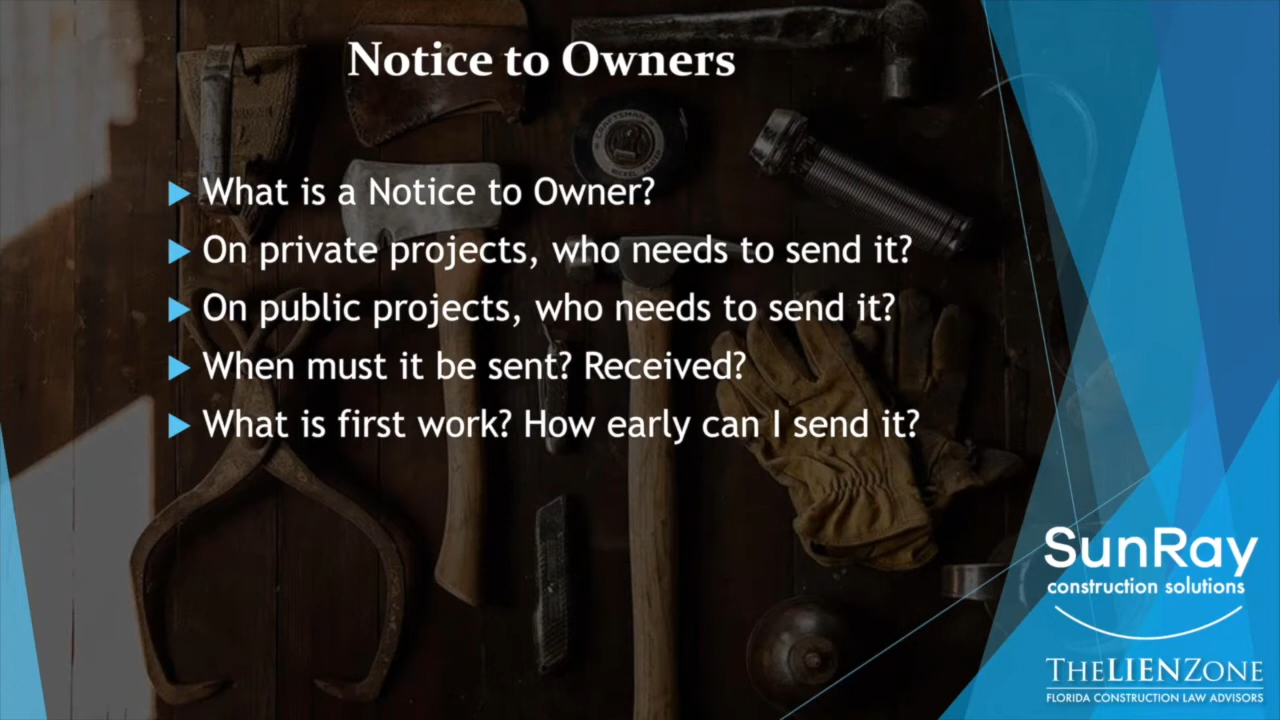 Notice to Owners
What is a Notice to Owner?
On private projects, who needs to send it?
On public projects, who needs to send it?
When must it be sent? Received?
What is first work? How early can I send it?
SunRay
construction solutions
THELIENZONE
FLORIDA CONSTRUCTION LAW ADVISORS
CRAFTSMAN